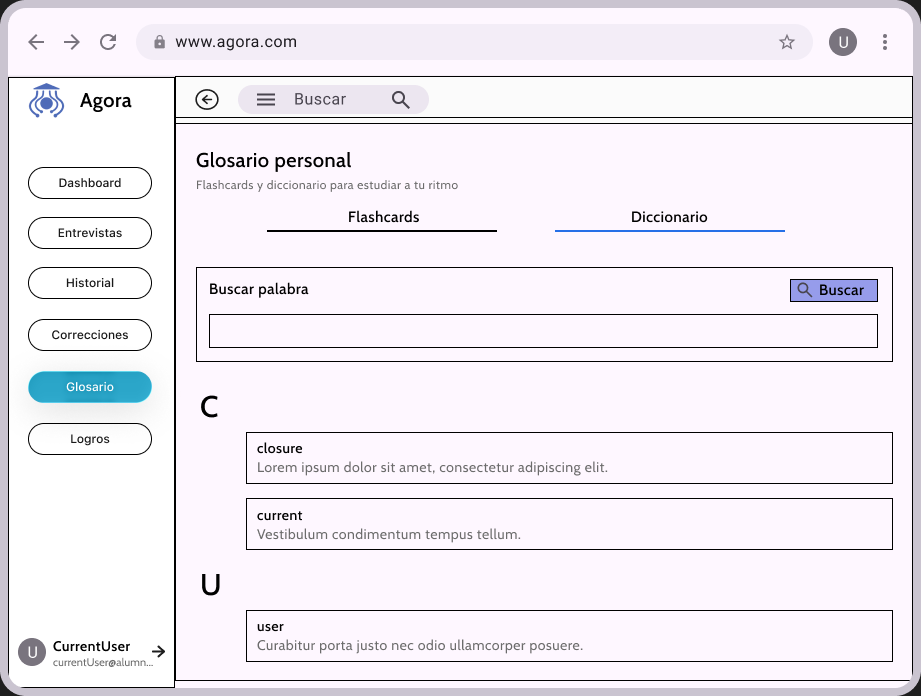 www.agora.com
U
Agora
Buscar
Dashboard
Entrevistas
Historial
Correcciones
Glosario
Logros
CurrentUser
currentUser@alumn...
U
Glosario personal
Flashcards y diccionario para estudiar a tu ritmo
Flashcards
Diccionario
Buscar palabra
Buscar
C
closure
Lorem ipsum dolor sit amet, consectetur adipiscing elit.
current
Vestibulum condimentum tempus tellum.
U
user
Curabitur porta justo nec odio ullamcorper posuere.